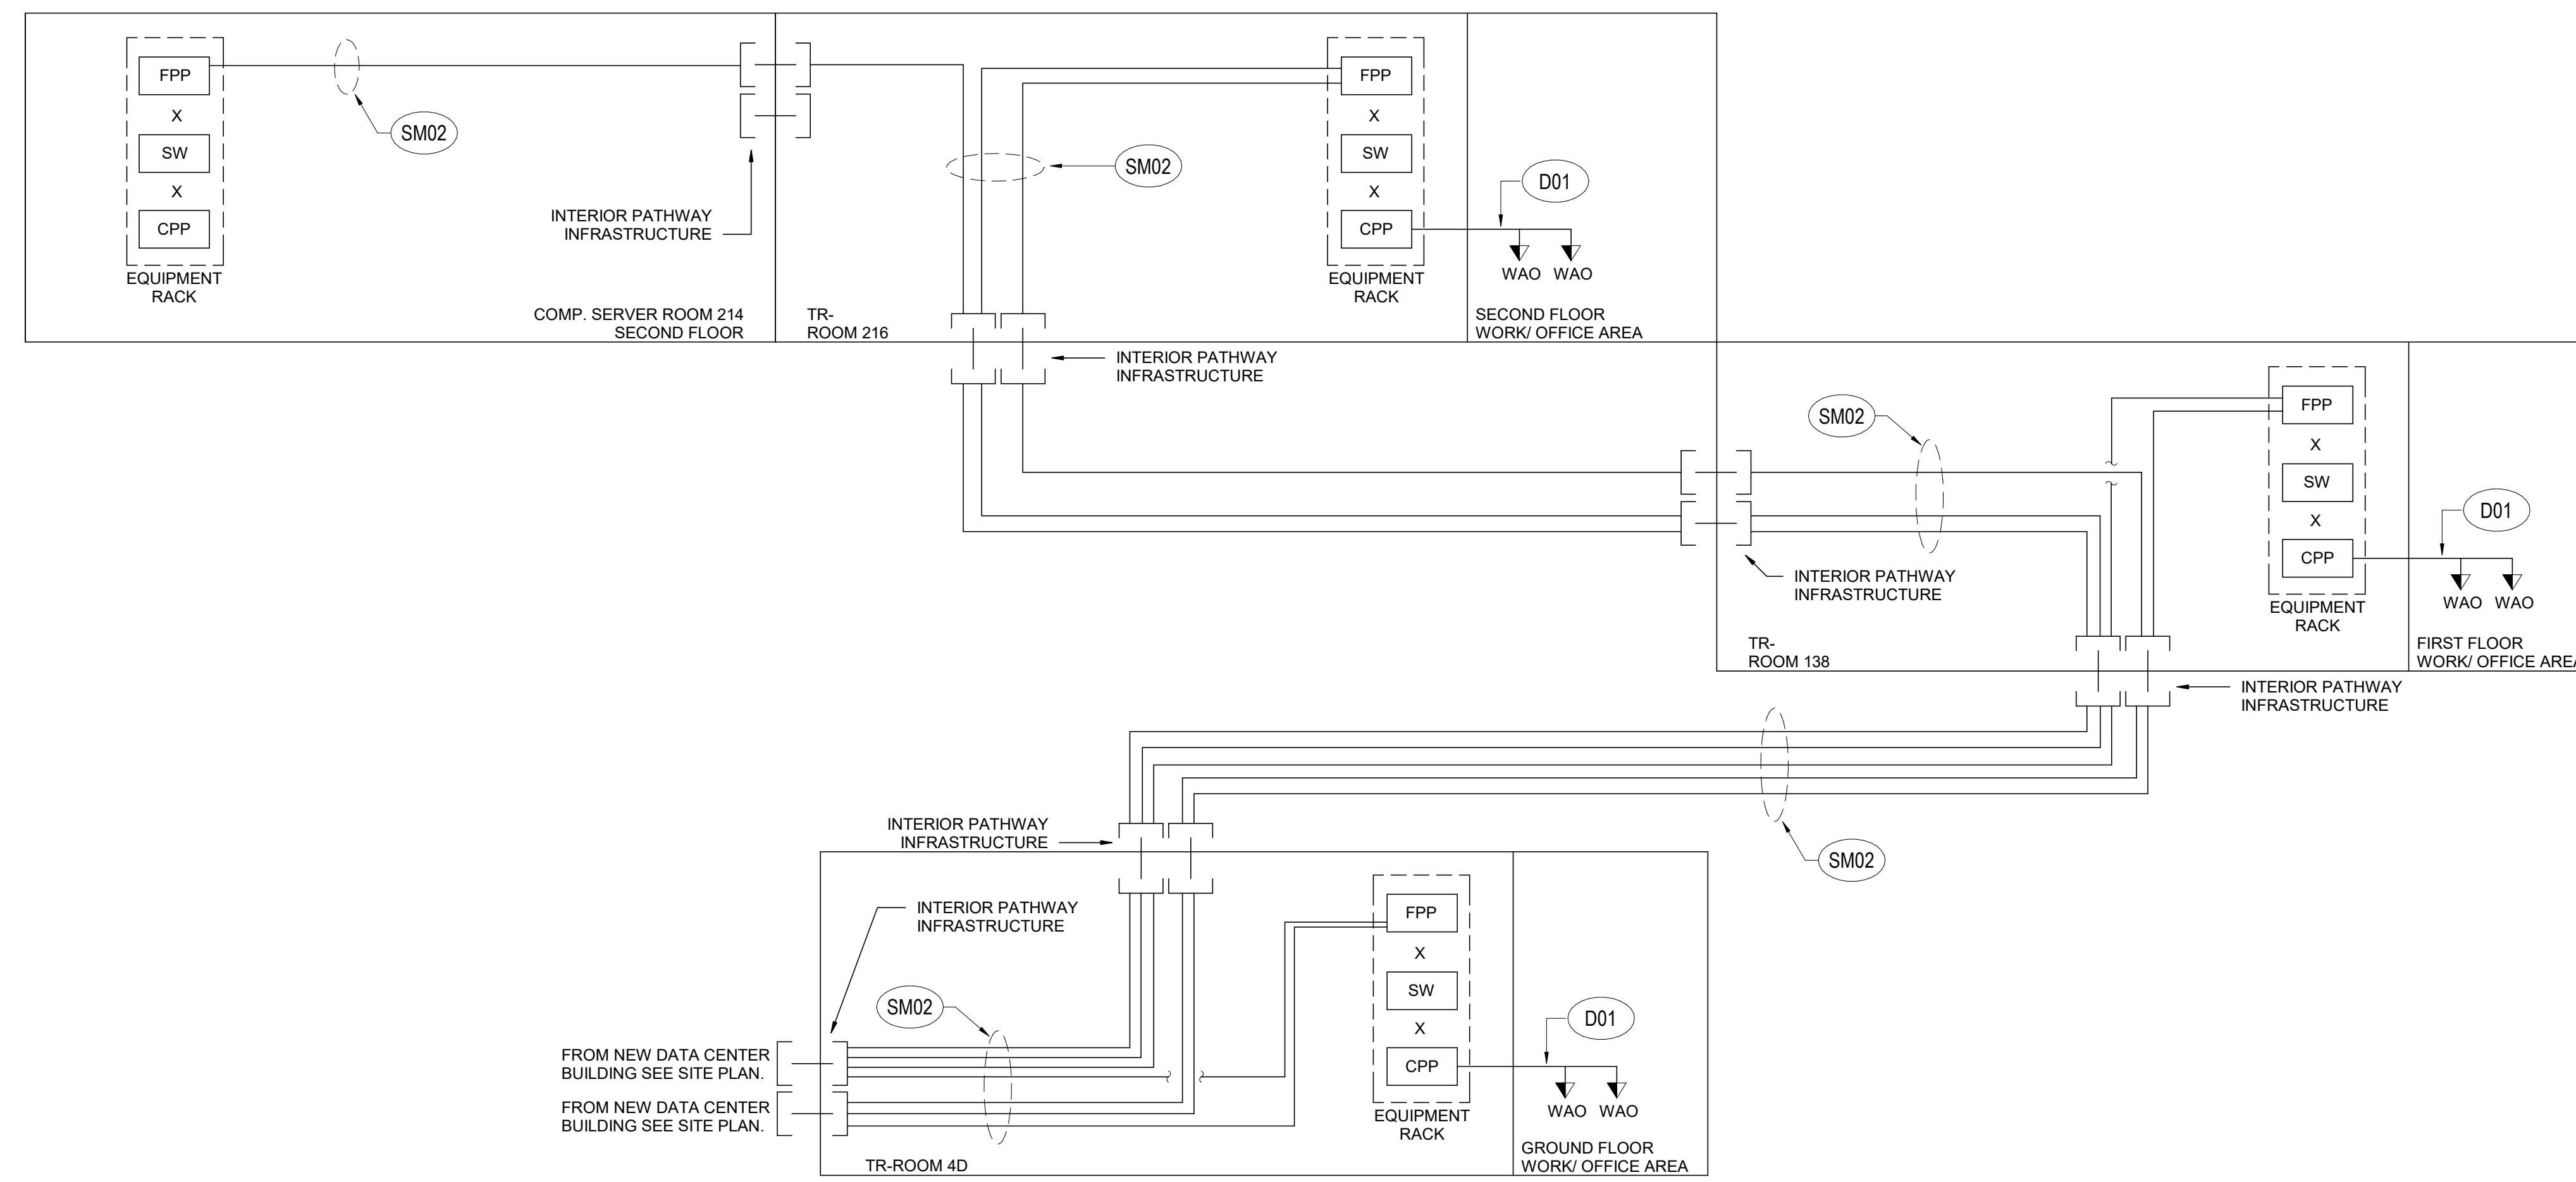 FPP
X
SW
X
CPP
EQUIPMENT
RACK
SM02
INTERIOR PATHWAY
INFRASTRUCTURE
COMP. SERVER ROOM 214
SECOND FLOOR
TR-
ROOM 216
SM02
FPP
X
SW
X
CPP
EQUIPMENT
RACK
D01
WAO WAO
SECOND FLOOR
WORK/ OFFICE AREA
INTERIOR PATHWAY
INFRASTRUCTURE
SM02
FPP
X
SW
X
CPP
EQUIPMENT
RACK
D01
WAO WAO
INTERIOR PATHWAY
INFRASTRUCTURE
TR-
ROOM 138
FIRST FLOOR
WORK/ OFFICE AREA
INTERIOR PATHWAY
INFRASTRUCTURE
SM02
INTERIOR PATHWAY
INFRASTRUCTURE
INTERIOR PATHWAY
INFRASTRUCTURE
SM02
FROM NEW DATA CENTER
BUILDING SEE SITE PLAN.
FROM NEW DATA CENTER
BUILDING SEE SITE PLAN.
TR-ROOM 4D
FPP
X
SW
X
CPP
EQUIPMENT
RACK
D01
WAO WAO
GROUND FLOOR
WORK/ OFFICE AREA